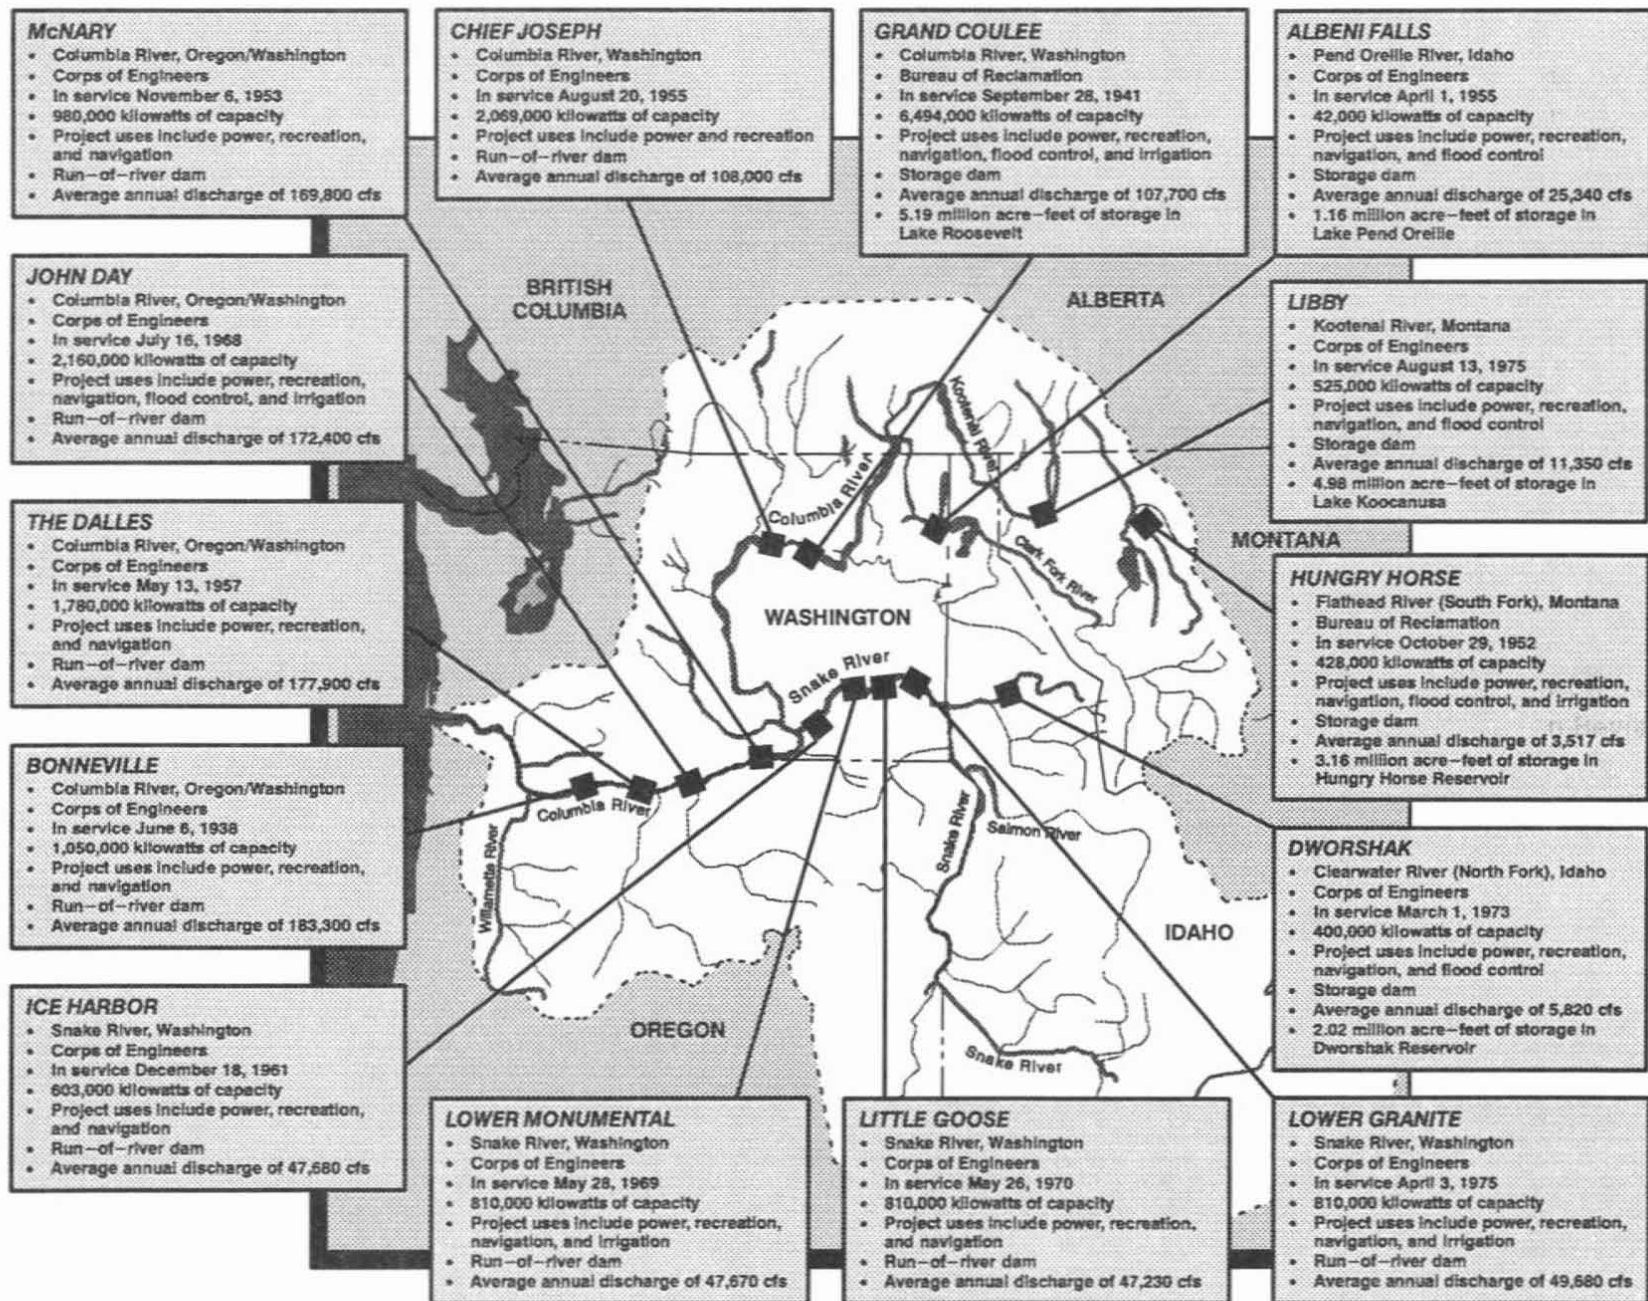 McNARY
• Columbia River, Oregon/Washington
• Corps of Engineers
• In service November 6, 1953
• 980,000 kilowatts of capacity
• Project uses include power, recreation,
and navigation
• Run-of-river dam
• Average annual discharge of 169,800 cfs
CHIEF JOSEPH
• Columbia River, Washington
• Corps of Engineers
• In service August 20, 1955
• 2,069,000 kilowatts of capacity
• Project uses include power and recreation
• Run-of-river dam
• Average annual discharge of 108,000 cfs
GRAND COULEE
• Columbia River, Washington
• Bureau of Reclamation
• In service September 28, 1941
• 6,494,000 kilowatts of capacity
• Project uses include power, recreation,
navigation, flood control, and irrigation
• Storage dam
• Average annual discharge of 107,700 cfs
• 5.19 million acre-feet of storage in
Lake Roosevelt
ALBENI FALLS
• Pend Oreille River, Idaho
• Corps of Engineers
• In service April 1, 1955
• 42,000 kilowatts of capacity
• Project uses include power, recreation,
navigation, and flood control
• Storage dam
• Average annual discharge of 25,340 cfs
• 1.16 million acre-feet of storage in
Lake Pend Oreille
JOHN DAY
• Columbia River, Oregon/Washington
• Corps of Engineers
• In service July 16, 1968
• 2,160,000 kilowatts of capacity
• Project uses include power, recreation,
navigation, flood control, and irrigation
• Run-of-river dam
• Average annual discharge of 172,400 cfs
LIBBY
• Kootenai River, Montana
• Corps of Engineers
• In service August 13, 1975
• 525,000 kilowatts of capacity
• Project uses include power, recreation,
navigation, and flood control
• Storage dam
• Average annual discharge of 11,350 cfs
• 4.98 million acre-feet of storage in
Lake Koocanusa
THE DALLES
• Columbia River, Oregon/Washington
• Corps of Engineers
• In service May 13, 1957
• 1,780,000 kilowatts of capacity
• Project uses include power, recreation,
and navigation
• Run-of-river dam
• Average annual discharge of 177,900 cfs
HUNGRY HORSE
• Flathead River (South Fork), Montana
• Bureau of Reclamation
• In service October 29, 1952
• 428,000 kilowatts of capacity
• Project uses include power, recreation,
navigation, flood control, and irrigation
• Storage dam
• Average annual discharge of 3,517 cfs
• 3.16 million acre-feet of storage in
Hungry Horse Reservoir
BONNEVILLE
• Columbia River, Oregon/Washington
• Corps of Engineers
• In service June 6, 1938
• 1,050,000 kilowatts of capacity
• Project uses include power, recreation,
and navigation
• Run-of-river dam
• Average annual discharge of 183,300 cfs
DWORSHAK
• Clearwater River (North Fork), Idaho
• Corps of Engineers
• In service March 1, 1973
• 400,000 kilowatts of capacity
• Project uses include power, recreation,
navigation, and flood control
• Storage dam
• Average annual discharge of 5,820 cfs
• 2.02 million acre-feet of storage in
Dworshak Reservoir
ICE HARBOR
• Snake River, Washington
• Corps of Engineers
• In service December 18, 1961
• 603,000 kilowatts of capacity
• Project uses include power, recreation,
and navigation
• Run-of-river dam
• Average annual discharge of 47,680 cfs
LOWER MONUMENTAL
• Snake River, Washington
• Corps of Engineers
• In service May 28, 1969
• 810,000 kilowatts of capacity
• Project uses include power, recreation,
navigation, and irrigation
• Run-of-river dam
• Average annual discharge of 47,670 cfs
LITTLE GOOSE
• Snake River, Washington
• Corps of Engineers
• In service May 26, 1970
• 810,000 kilowatts of capacity
• Project uses include power, recreation,
and navigation
• Run-of-river dam
• Average annual discharge of 47,230 cfs
LOWER GRANITE
• Snake River, Washington
• Corps of Engineers
• In service April 3, 1975
• 810,000 kilowatts of capacity
• Project uses include power, recreation,
navigation, and irrigation
• Run-of-river dam
• Average annual discharge of 49,680 cfs
BRITISH
COLUMBIA
ALBERTA
Kootenai River
Columbia River
MONTANA
Clark Fork River
WASHINGTON
Snake River
Columbia River
Willamette River
Snake River
Salmon River
IDAHO
OREGON
Snake River